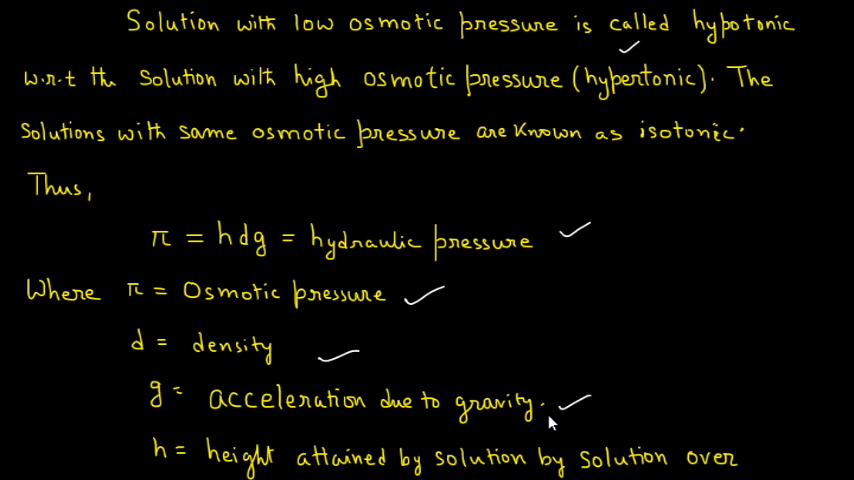 Solution with low osmotic pressure is called hypotonic
w.r.t the solution with high osmotic pressure (hypertonic). The
solutions with same osmotic pressure are known as isotonic.
Thus,
π = hdg = hydraulic pressure
Where π = Osmotic pressure
d = density
g = acceleration due to gravity.
h = height attained by solution by solution over